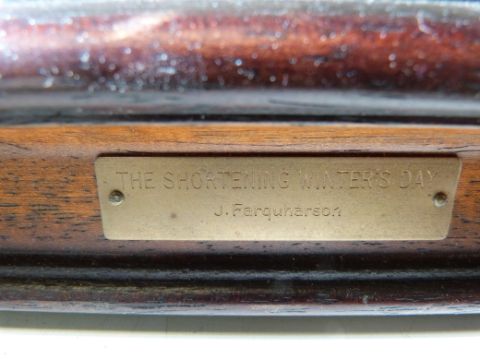 THE SHORTENING WINTER'S DAY
J. Farquharson